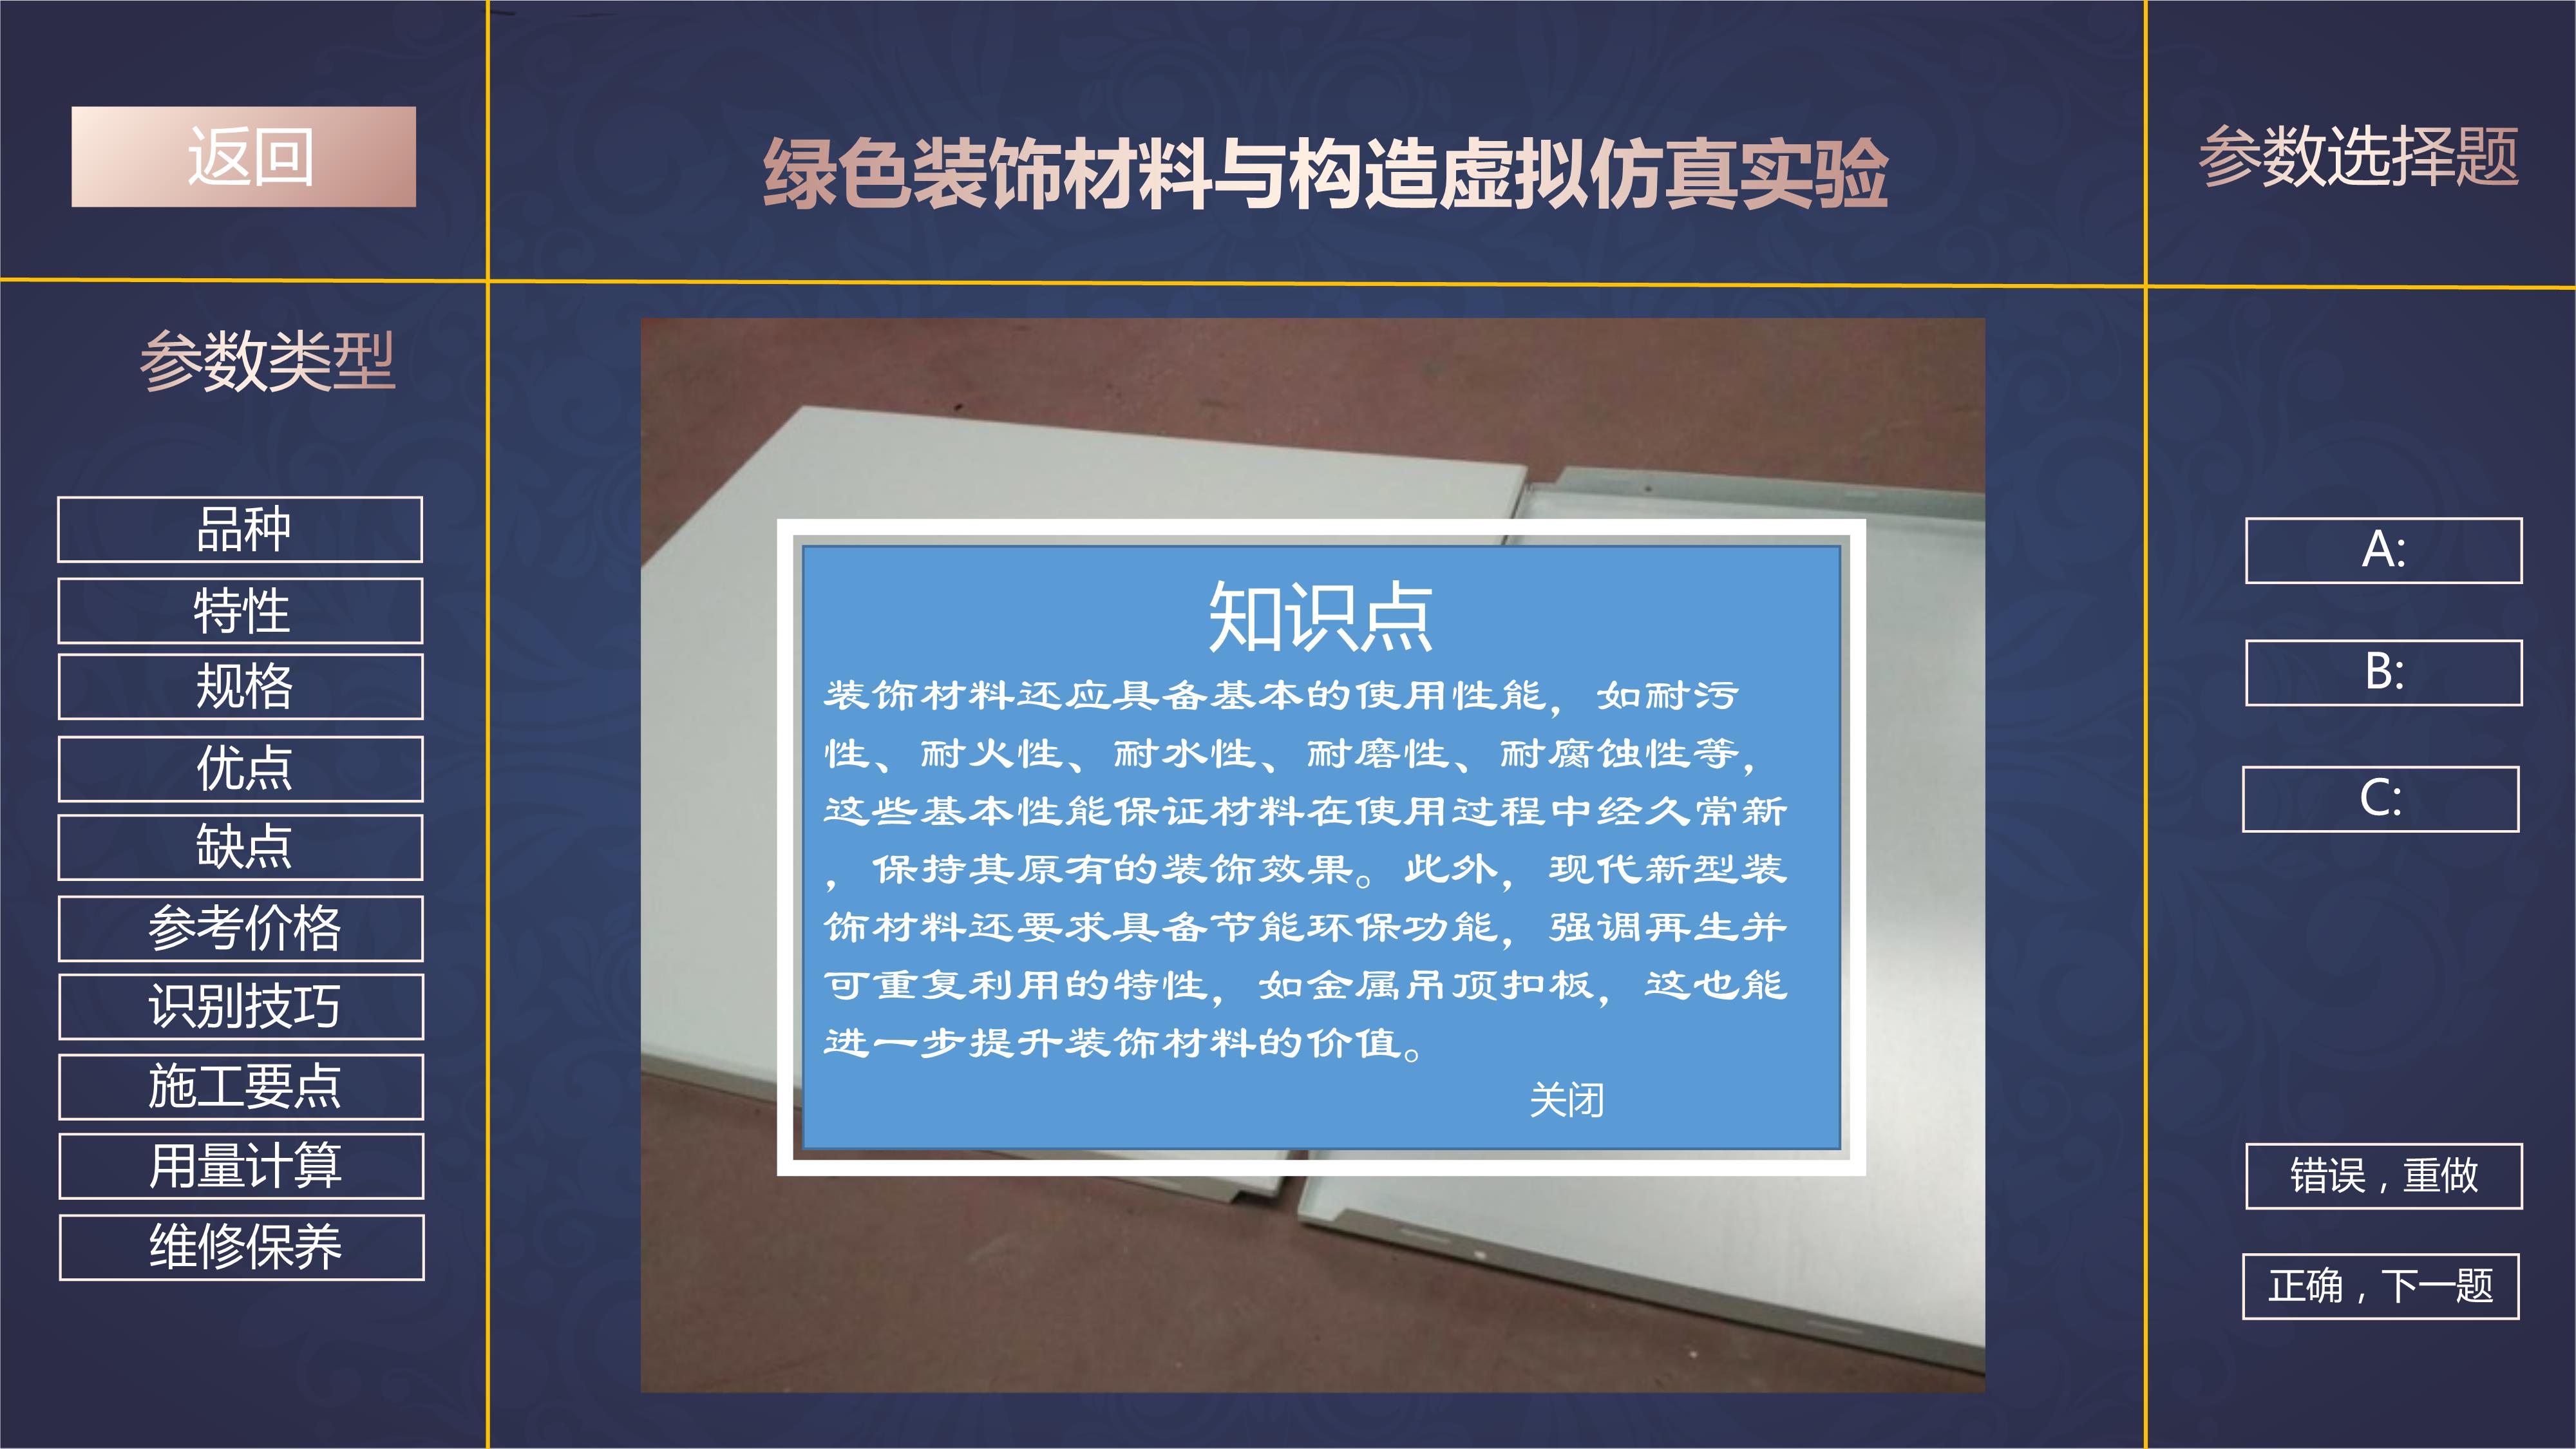 返回
绿色装饰材料与构造虚拟仿真实验
参数选择题
参数类型
品种
特性
规格
优点
缺点
参考价格
识别技巧
施工要点
用量计算
维修保养
知识点
装饰材料还应具备基本的使用性能，如耐污
性、耐火性、耐水性、耐磨性、耐腐蚀性等，
这些基本性能保证材料在使用过程中经久常新
，保持其原有的装饰效果。此外，现代新型装
饰材料还要求具备节能环保功能，强调再生并
可重复利用的特性，如金属吊顶扣板，这也能
进一步提升装饰材料的价值。
关闭
A:
B:
C:
错误，重做
正确，下一题